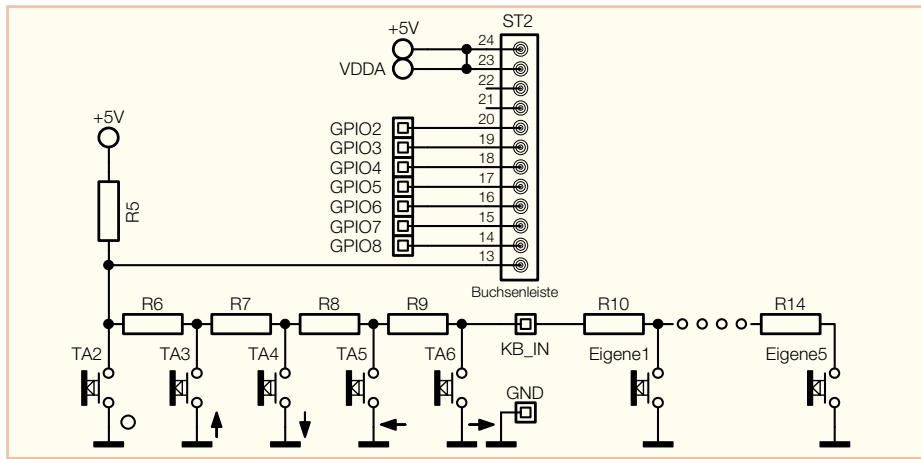 ST2
+5V
24
VDDA
23
22
21
+5V
GPIO2
20
GPIO3
19
GPIO4
18
GPIO5
17
GPIO6
16
GPIO7
15
GPIO8
14
13
R5
Buchsenleiste
R6
R7
R8
R9
R10
R14
KB_IN
TA2
TA3
TA4
TA5
TA6
Eigene1
Eigene5
GND